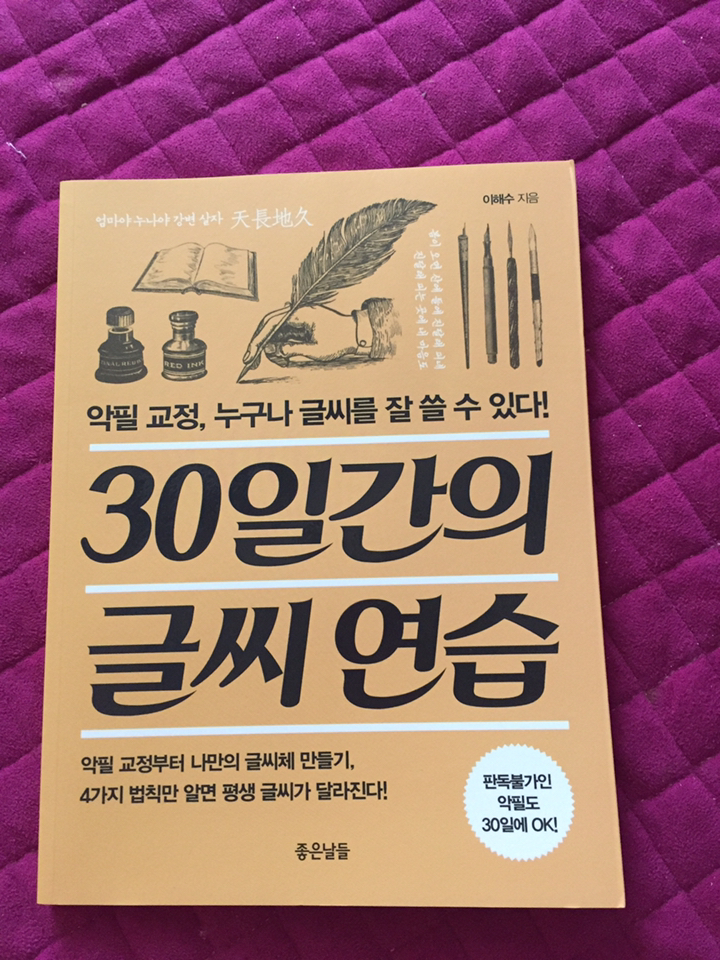 이해수 지음
엄마야 누나야 강변 살자 天長地久
RED INK
악필 교정, 누구나 글씨를 잘 쓸 수 있다!
30일간의
글씨 연습
악필 교정부터 나만의 글씨체 만들기,
4가지 법칙만 알면 평생 글씨가 달라진다!
판독불가인
악필도
30일에 OK!
좋은날들